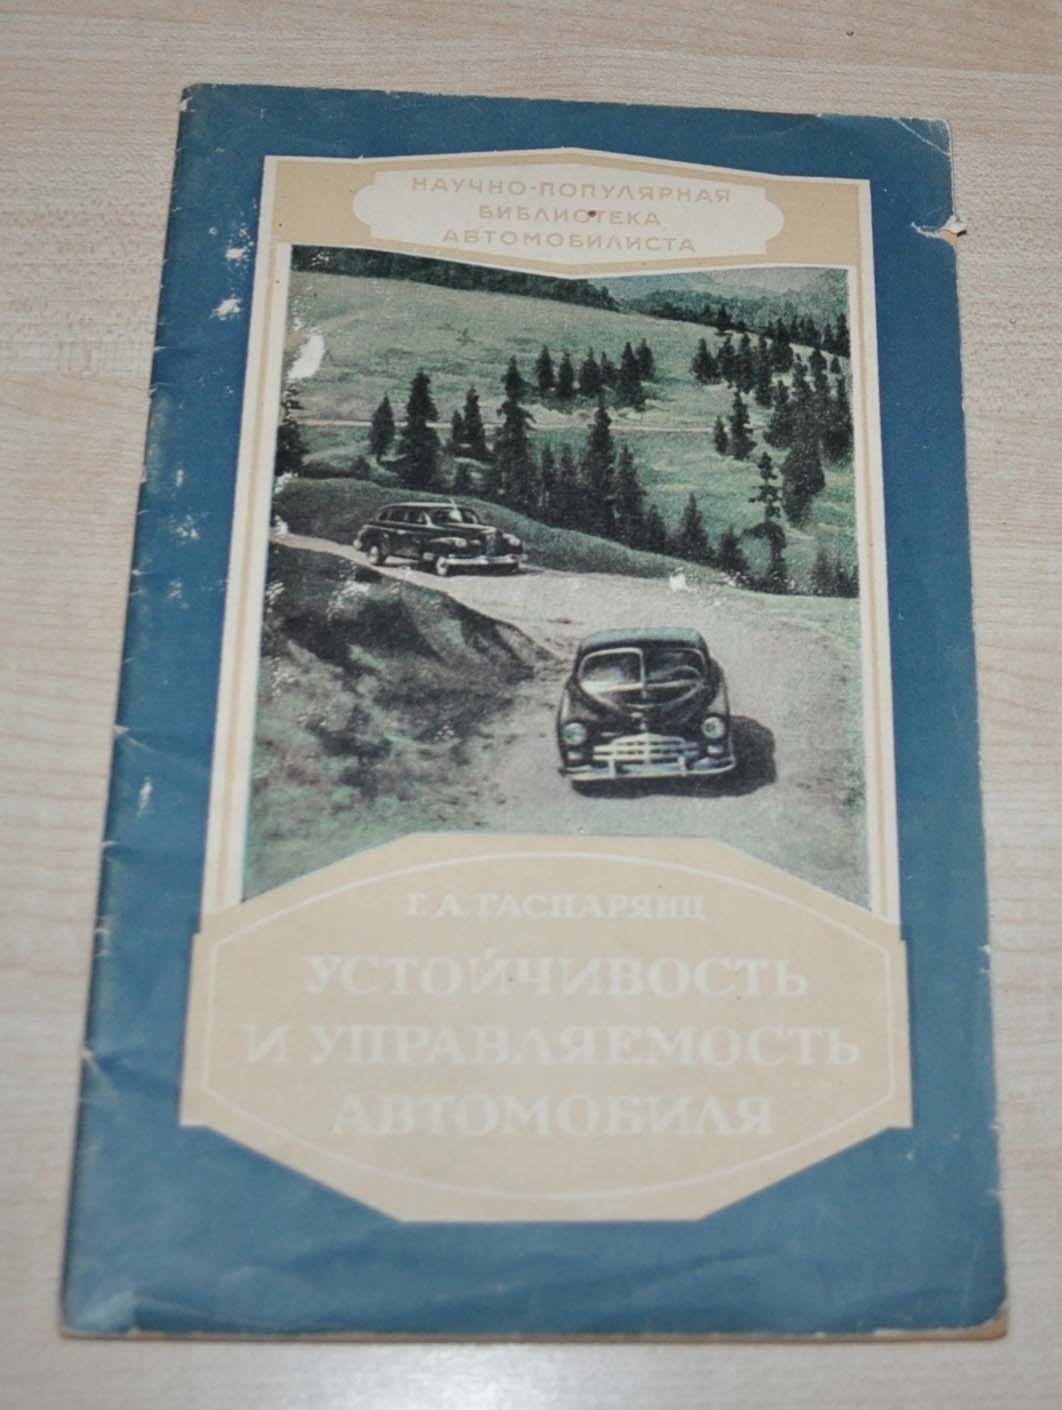 НАУЧНО-ПОПУЛЯРНАЯ
БИБЛИОТЕКА
АВТОМОБИЛИСТА
Г. А. ГАСПАРЯНЦ
УСТОЙЧИВОСТЬ
И УПРАВЛЯЕМОСТЬ
АВТОМОБИЛЯ